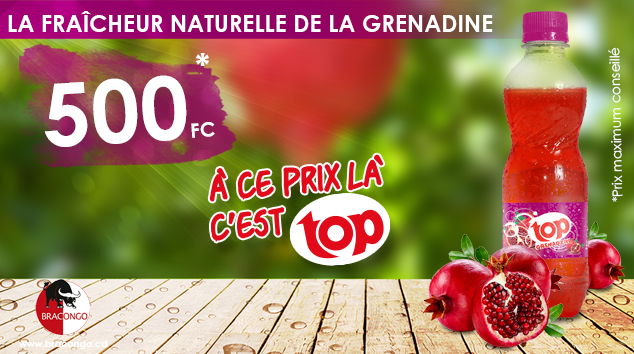 LA FRAÎCHEUR NATURELLE DE LA GRENADINE
500 FC*
À CE PRIX LÀ
C'EST top
*Prix maximum conseillé
top
GRENADINE
BRACONGO
www.bracongo.cd